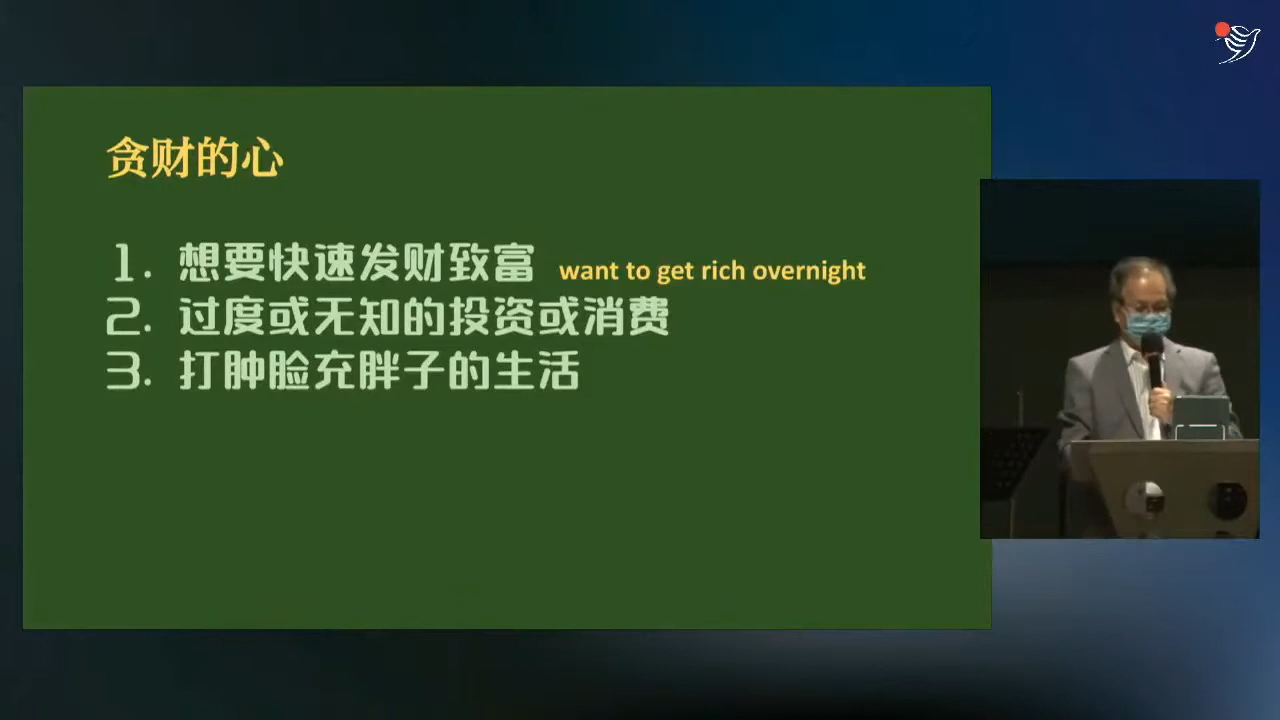 贪财的心
1. 想要快速发财致富 want to get rich overnight
2. 过度或无知的投资或消费
3. 打肿脸充胖子的生活